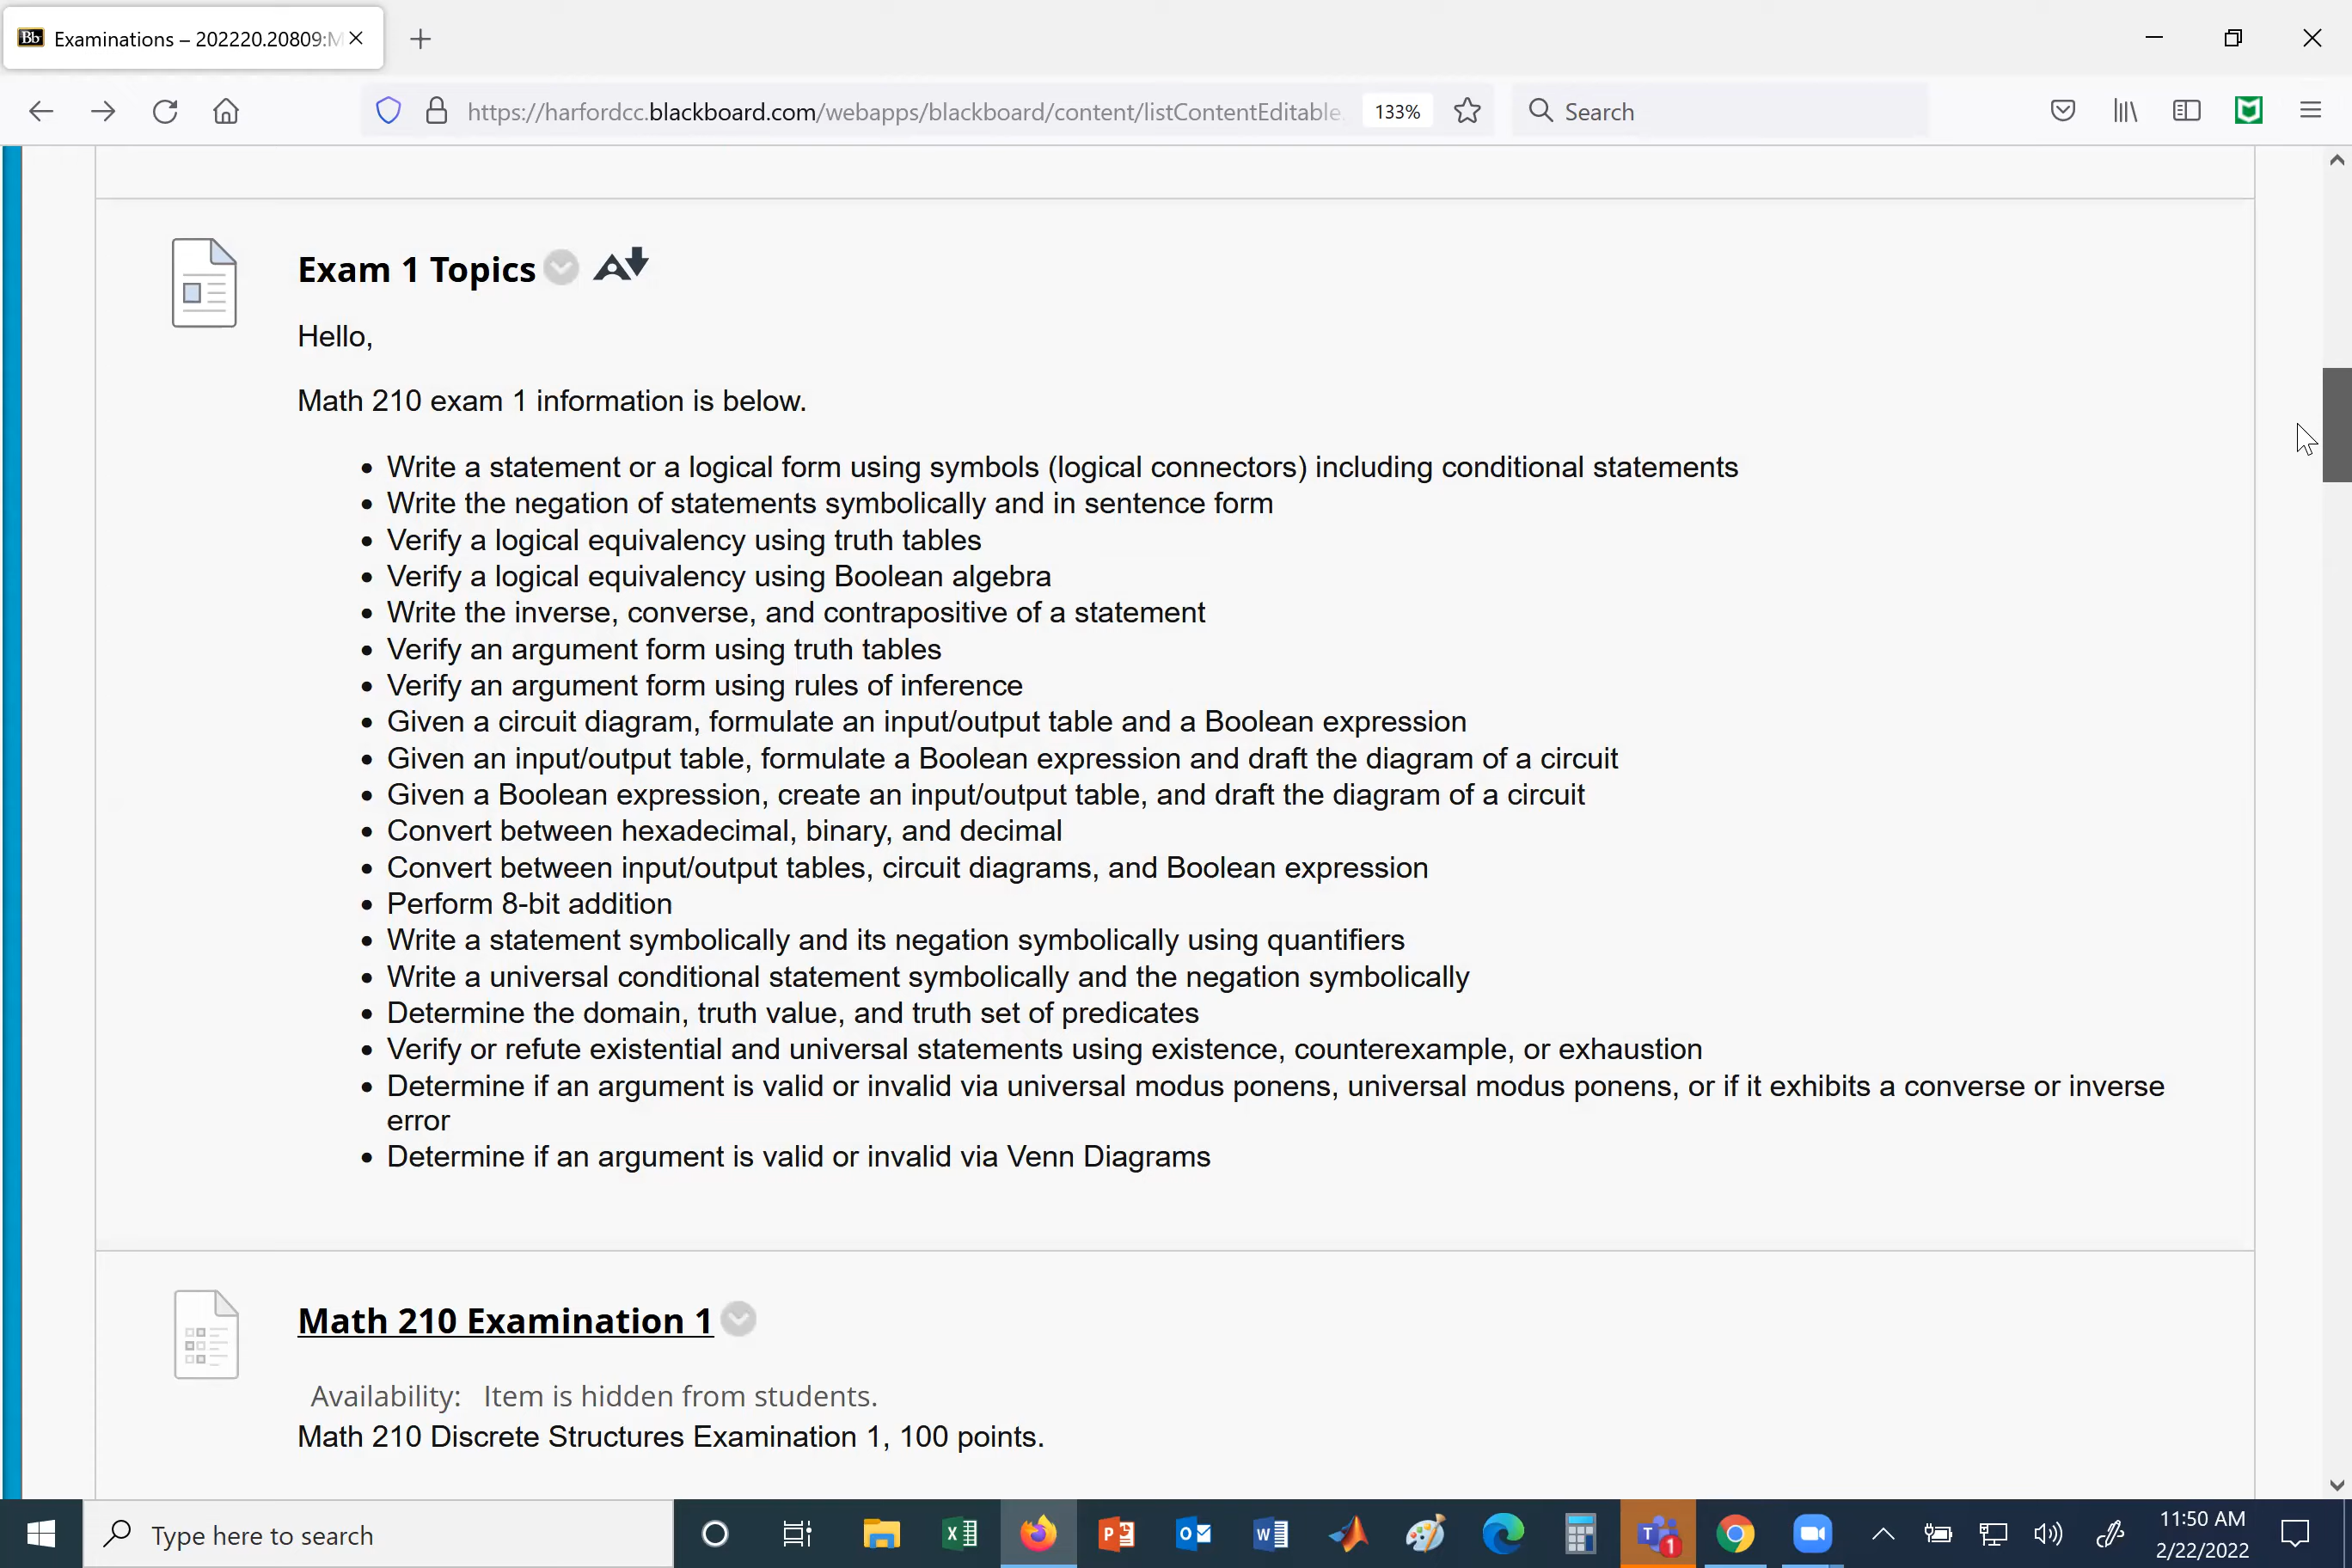 Bb Examinations – 202220.20809:M
https://harfordcc.blackboard.com/webapps/blackboard/content/listContentEditable. 133% Search
Exam 1 Topics
Hello,
Math 210 exam 1 information is below.
• Write a statement or a logical form using symbols (logical connectors) including conditional statements
• Write the negation of statements symbolically and in sentence form
• Verify a logical equivalency using truth tables
• Verify a logical equivalency using Boolean algebra
• Write the inverse, converse, and contrapositive of a statement
• Verify an argument form using truth tables
• Verify an argument form using rules of inference
• Given a circuit diagram, formulate an input/output table and a Boolean expression
• Given an input/output table, formulate a Boolean expression and draft the diagram of a circuit
• Given a Boolean expression, create an input/output table, and draft the diagram of a circuit
• Convert between hexadecimal, binary, and decimal
• Convert between input/output tables, circuit diagrams, and Boolean expression
• Perform 8-bit addition
• Write a statement symbolically and its negation symbolically using quantifiers
• Write a universal conditional statement symbolically and the negation symbolically
• Determine the domain, truth value, and truth set of predicates
• Verify or refute existential and universal statements using existence, counterexample, or exhaustion
• Determine if an argument is valid or invalid via universal modus ponens, universal modus ponens, or if it exhibits a converse or inverse
error
• Determine if an argument is valid or invalid via Venn Diagrams
Math 210 Examination 1
Availability: Item is hidden from students.
Math 210 Discrete Structures Examination 1, 100 points.
Type here to search
11:50 AM
2/22/2022